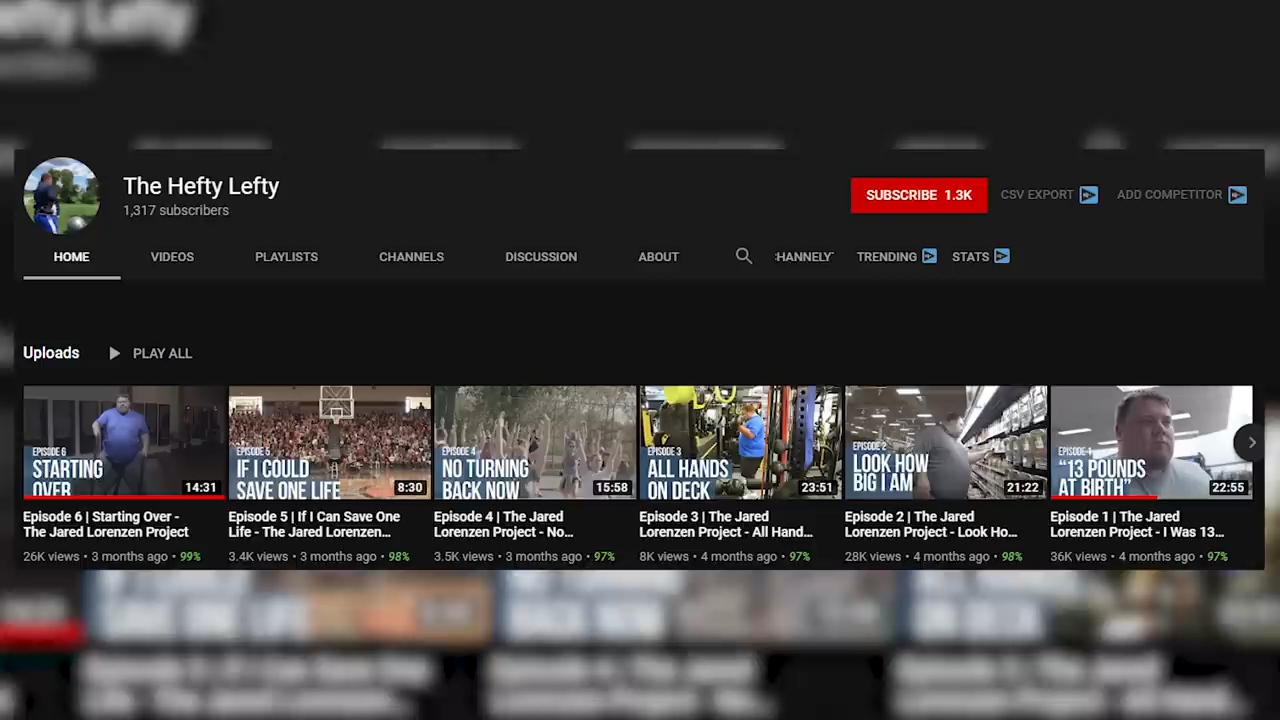 Hefty Lefty
The Hefty Lefty
1,317 subscribers
SUBSCRIBE 1.3K
CSV EXPORT
ADD COMPETITOR
HOME
VIDEOS
PLAYLISTS
CHANNELS
DISCUSSION
ABOUT
CHANNELY
TRENDING
STATS
Uploads
PLAY ALL
EPISODE 6
STARTING
OVER
14:31
EPISODE 5
IF I COULD
SAVE ONE LIFE
8:30
EPISODE 4
NO TURNING
BACK NOW
15:58
EPISODE 3
ALL HANDS
ON DECK
23:51
EPISODE 2
LOOK HOW
BIG I AM
21:22
EPISODE 1
“13 POUNDS
AT BIRTH”
22:55
Episode 6 | Starting Over -
The Jared Lorenzen Project
26K views • 3 months ago • 99%
Episode 5 | If I Can Save One
Life - The Jared Lorenzen...
3.4K views • 3 months ago • 98%
Episode 4 | The Jared
Lorenzen Project - No...
3.5K views • 3 months ago • 97%
Episode 3 | The Jared
Lorenzen Project - All Hand...
8K views • 4 months ago • 97%
Episode 2 | The Jared
Lorenzen Project - Look Ho...
28K views • 4 months ago • 98%
Episode 1 | The Jared
Lorenzen Project - I Was 13...
36K views • 4 months ago • 97%